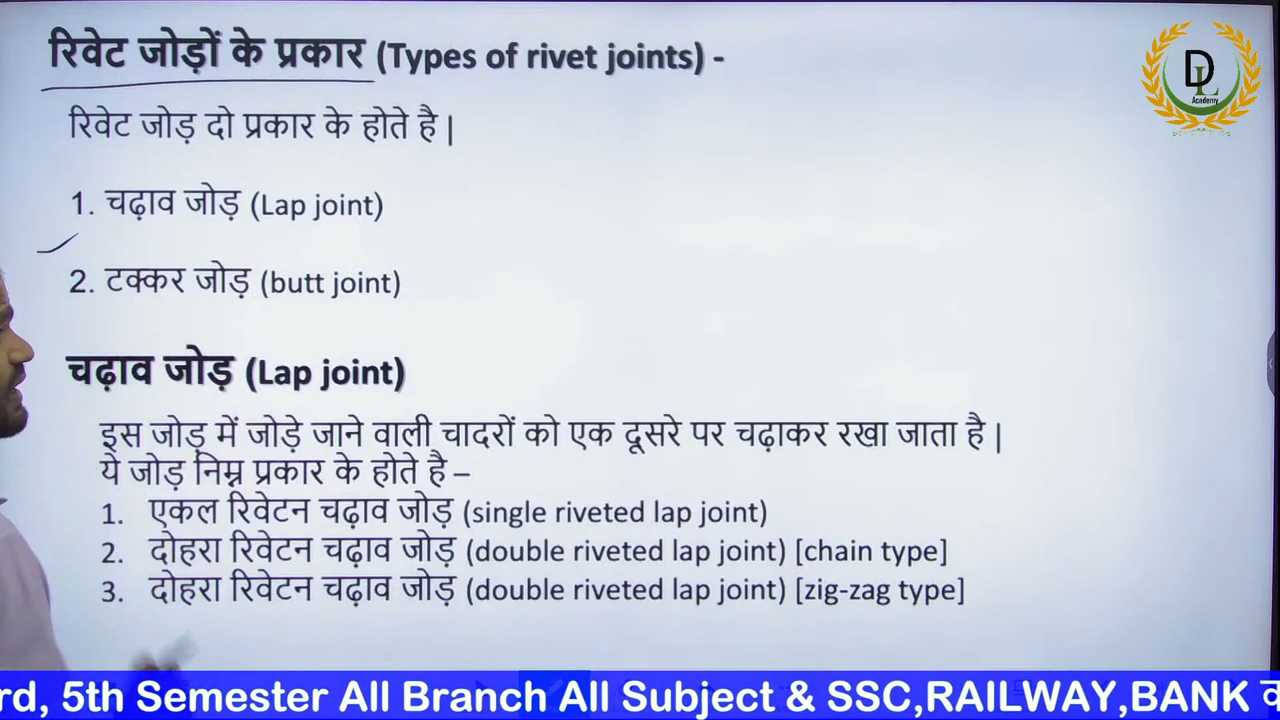 रिवेट जोड़ों के प्रकार (Types of rivet joints) -
DL
Academy
रिवेट जोड़ दो प्रकार के होते है |
1. चढ़ाव जोड़ (Lap joint)
2. टक्कर जोड़ (butt joint)
चढ़ाव जोड़ (Lap joint)
इस जोड़ में जोड़े जाने वाली चादरों को एक दूसरे पर चढ़ाकर रखा जाता है |
ये जोड़ निम्न प्रकार के होते है –
1. एकल रिवेटन चढ़ाव जोड़ (single riveted lap joint)
2. दोहरा रिवेटन चढ़ाव जोड़ (double riveted lap joint) [chain type]
3. दोहरा रिवेटन चढ़ाव जोड़ (double riveted lap joint) [zig-zag type]
5th Semester All Branch All Subject & SSC,RAILWAY,BANK